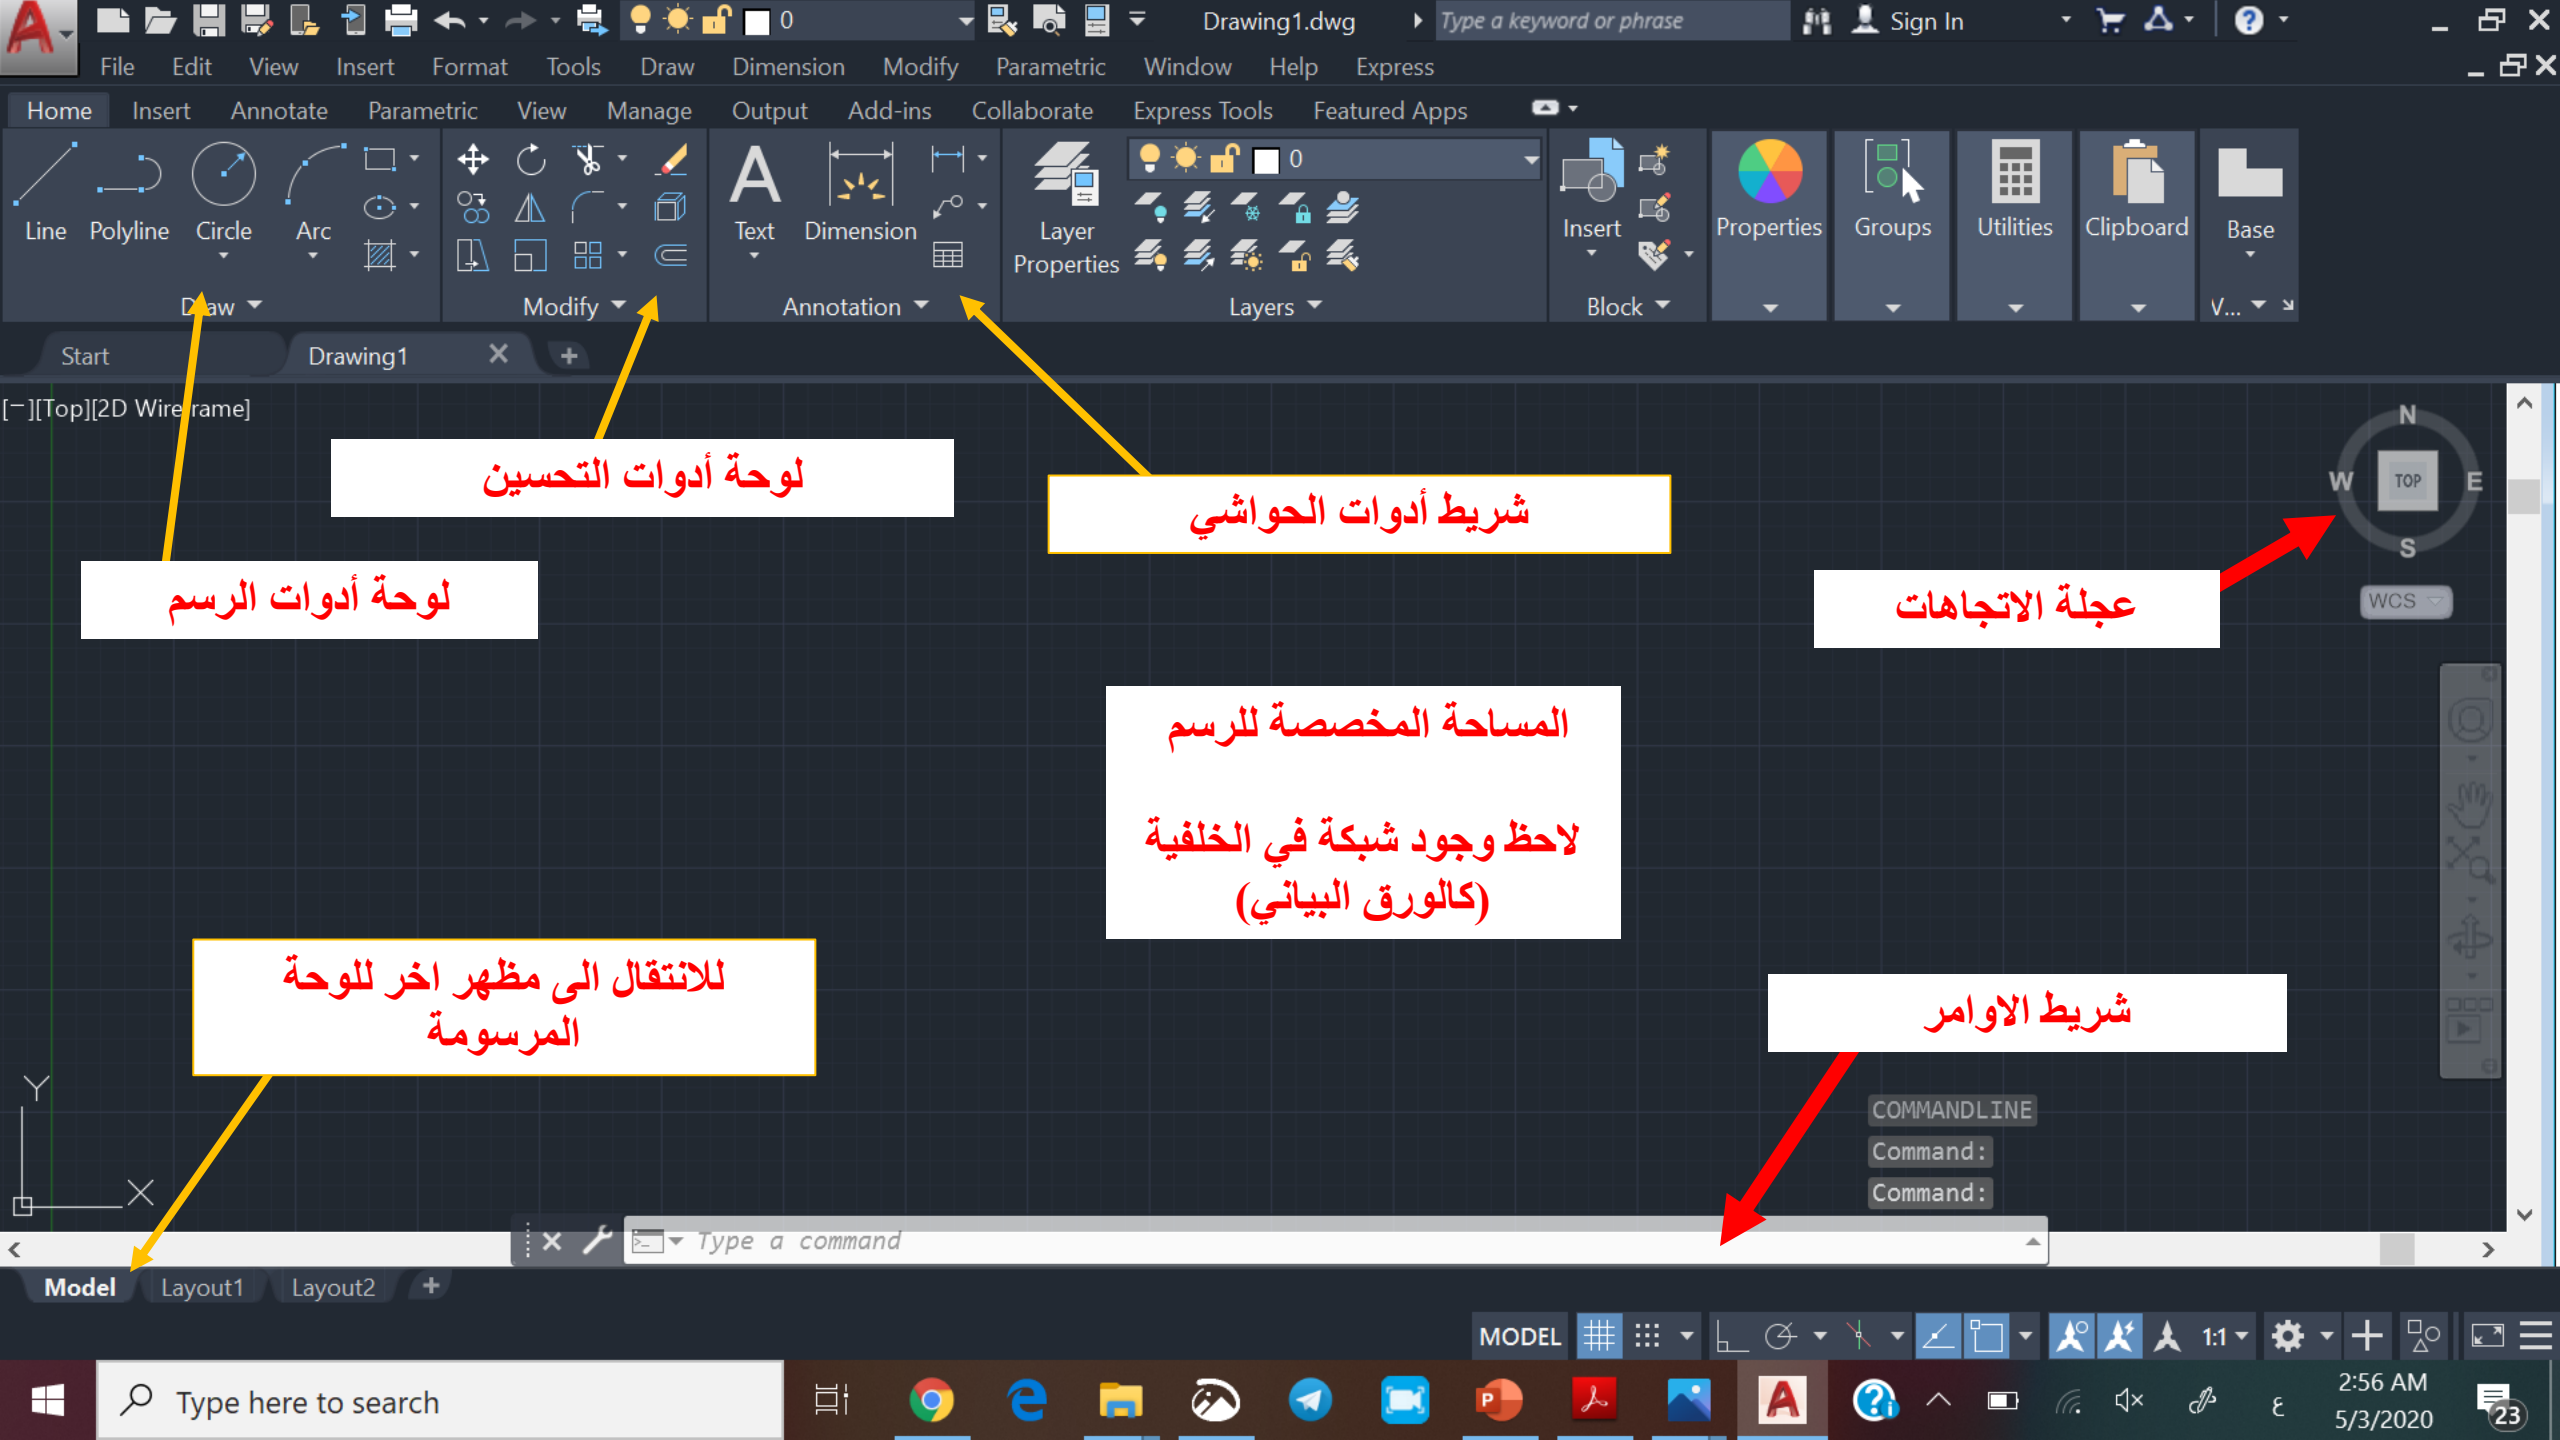 0
Drawing1.dwg
Type a keyword or phrase
Sign In
File Edit View Insert Format Tools Draw Dimension Modify Parametric Window Help Express
Home Insert Annotate Parametric View Manage Output Add-ins Collaborate Express Tools Featured Apps
0
Line Polyline Circle Arc
Text Dimension
Layer
Properties
Insert
Properties Groups Utilities Clipboard Base
Draw Modify Annotation Layers Block V...
Start Drawing1
[−][Top][2D Wireframe]
لوحة أدوات التحسين
شريط أدوات الحواشي
لوحة أدوات الرسم
عجلة الاتجاهات
N
W TOP E
S
WCS
المساحة المخصصة للرسم
لاحظ وجود شبكة في الخلفية
(كالورق البياني)
للانتقال الى مظهر اخر للوحة
المرسومة
شريط الاوامر
Y
X
COMMANDLINE
Command:
Command:
Type a command
Model Layout1 Layout2
MODEL 1:1
Type here to search
ع
2:56 AM
5/3/2020
23